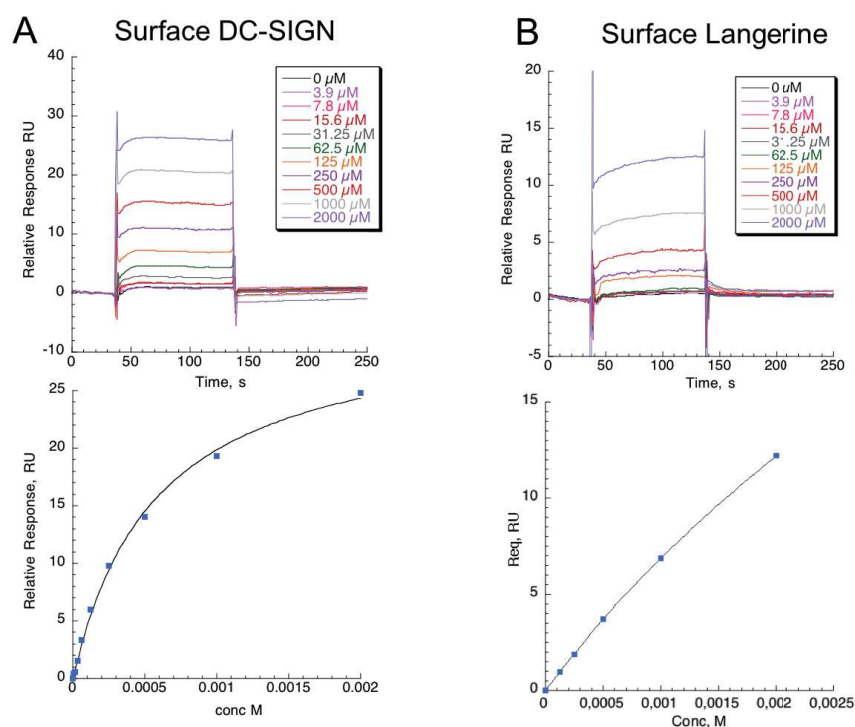 A
Surface DC-SIGN
40
30
20
10
0
-10
Relative Response RU
0 µM
3.9 µM
7.8 µM
15.6 µM
31.25 µM
62.5 µM
125 µM
250 µM
500 µM
1000 µM
2000 µM
0 50 100 150 200 250
Time, s
25
20
15
10
5
0
Relative Response, RU
0 0.0005 0.001 0.0015 0.002
conc M
B
Surface Langerine
20
15
10
5
0
-5
Relative Response RU
0 µM
3.9 µM
7.8 µM
15.6 µM
3'.25 µM
62.5 µM
125 µM
250 µM
500 µM
1000 µM
2000 µM
0 50 100 150 200 250
Time, s
15
12
10
5
0
Req, RU
0 0,0005 0,001 0,0015 0,002 0,0025
Conc, M